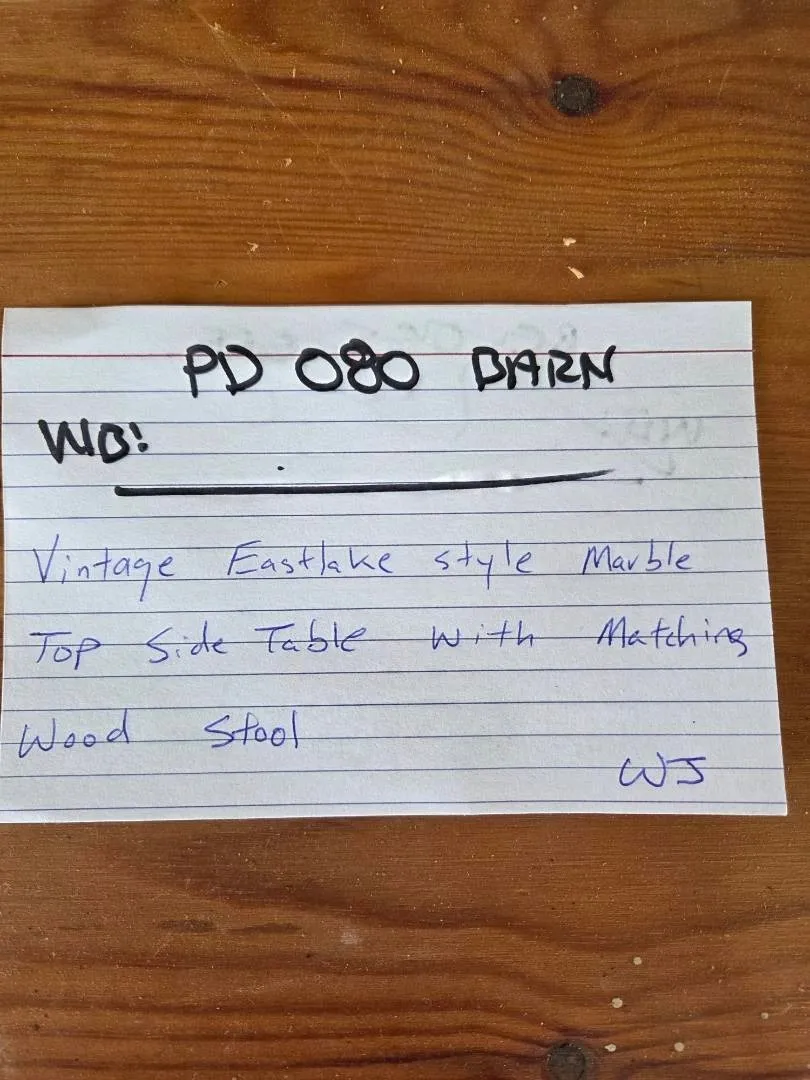 PD 080 BARN
WB:
Vintage Eastlake style Marble
Top Side Table With Matching
Wood Stool
WJ